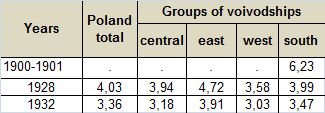 Years Poland total Groups of voivodships
central east west south
1900-1901 . . . . 6,23
1928 4,03 3,94 4,72 3,58 3,99
1932 3,36 3,18 3,91 3,03 3,47